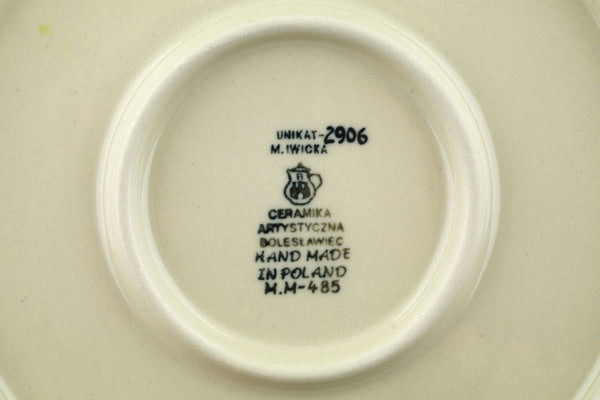 UNIKAT-2906
M. IWICKA
B
CERAMIKA
ARTYSTYCZNA
BOLESŁAWIEC
HAND MADE
IN POLAND
M.M-485